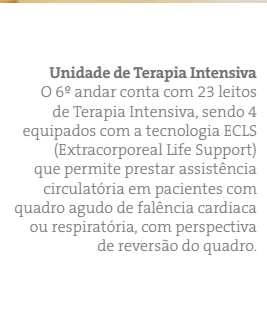 Unidade de Terapia Intensiva
O 6º andar conta com 23 leitos
de Terapia Intensiva, sendo 4
equipados com a tecnologia ECLS
(Extracorporeal Life Support)
que permite prestar assistência
circulatória em pacientes com
quadro agudo de falência cardiaca
ou respiratória, com perspectiva
de reversão do quadro.